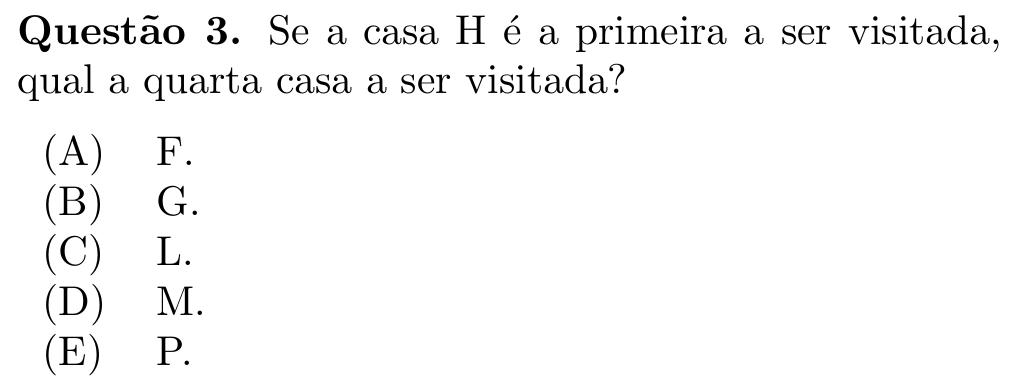 Questão 3. Se a casa H é a primeira a ser visitada,
qual a quarta casa a ser visitada?
(A) F.
(B) G.
(C) L.
(D) M.
(E) P.